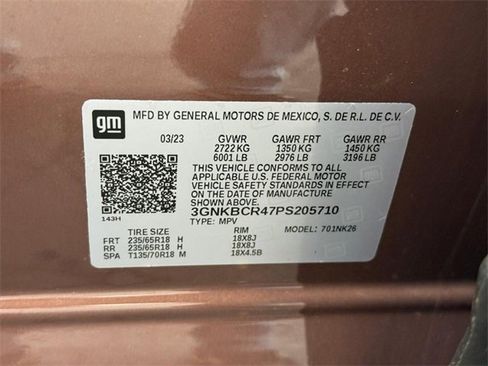 gm
MFD BY GENERAL MOTORS DE MEXICO, S. DE R.L. DE C.V.
03/23 GVWR GAWR FRT GAWR RR
2722 KG 1350 KG 1450 KG
6001 LB 2976 LB 3196 LB
THIS VEHICLE CONFORMS TO ALL
APPLICABLE U.S. FEDERAL MOTOR
VEHICLE SAFETY STANDARDS IN EFFECT
ON THE DATE OF MANUFACTURE
SHOWN ABOVE.
3GNKBCR47PS205710
143H TYPE: MPV
TIRE SIZE RIM MODEL: 701NK26
FRT 235/65R18 H 18X8J
RR 235/65R18 H 18X8J
SPA T135/70R18 M 18X4.5B